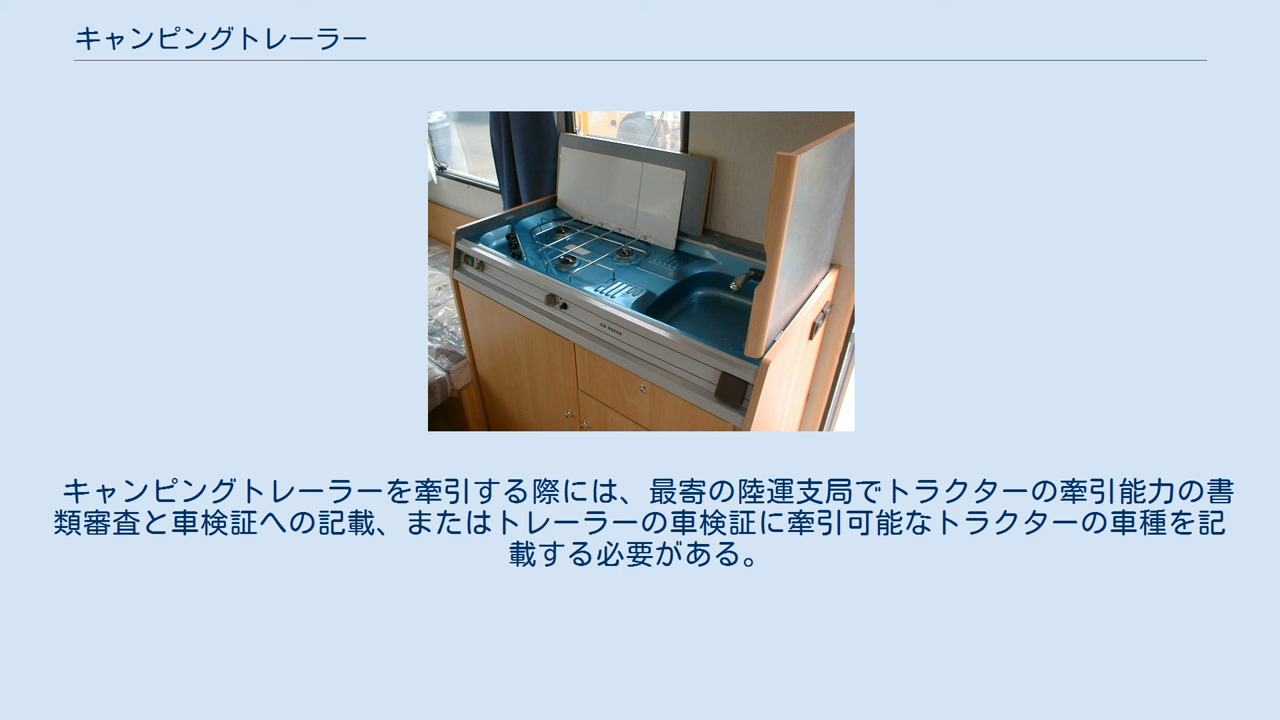 キャンピングトレーラー
キャンピングトレーラーを牽引する際には、最寄の陸運支局でトラクターの牽引能力の書
類審査と車検証への記載、またはトレーラーの車検証に牽引可能なトラクターの車種を記
載する必要がある。